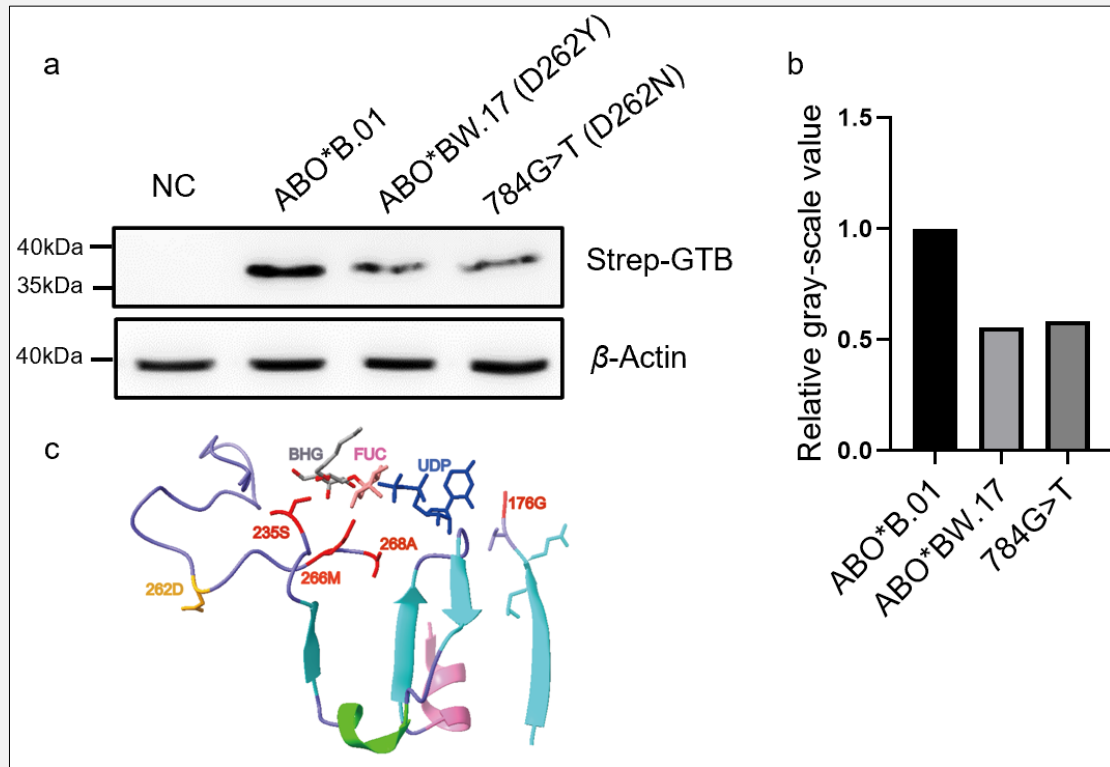 a
NC
ABO*B.01
ABO*BW.17 (D262Y)
784G>T (D262N)
40kDa
35kDa
Strep-GTB
40kDa
β-Actin
b
Relative gray-scale value
1.5
1.0
0.5
0.0
ABO*B.01
ABO*BW.17
784G>T
c
BHG
FUC
UDP
176G
235S
268A
266M
262D